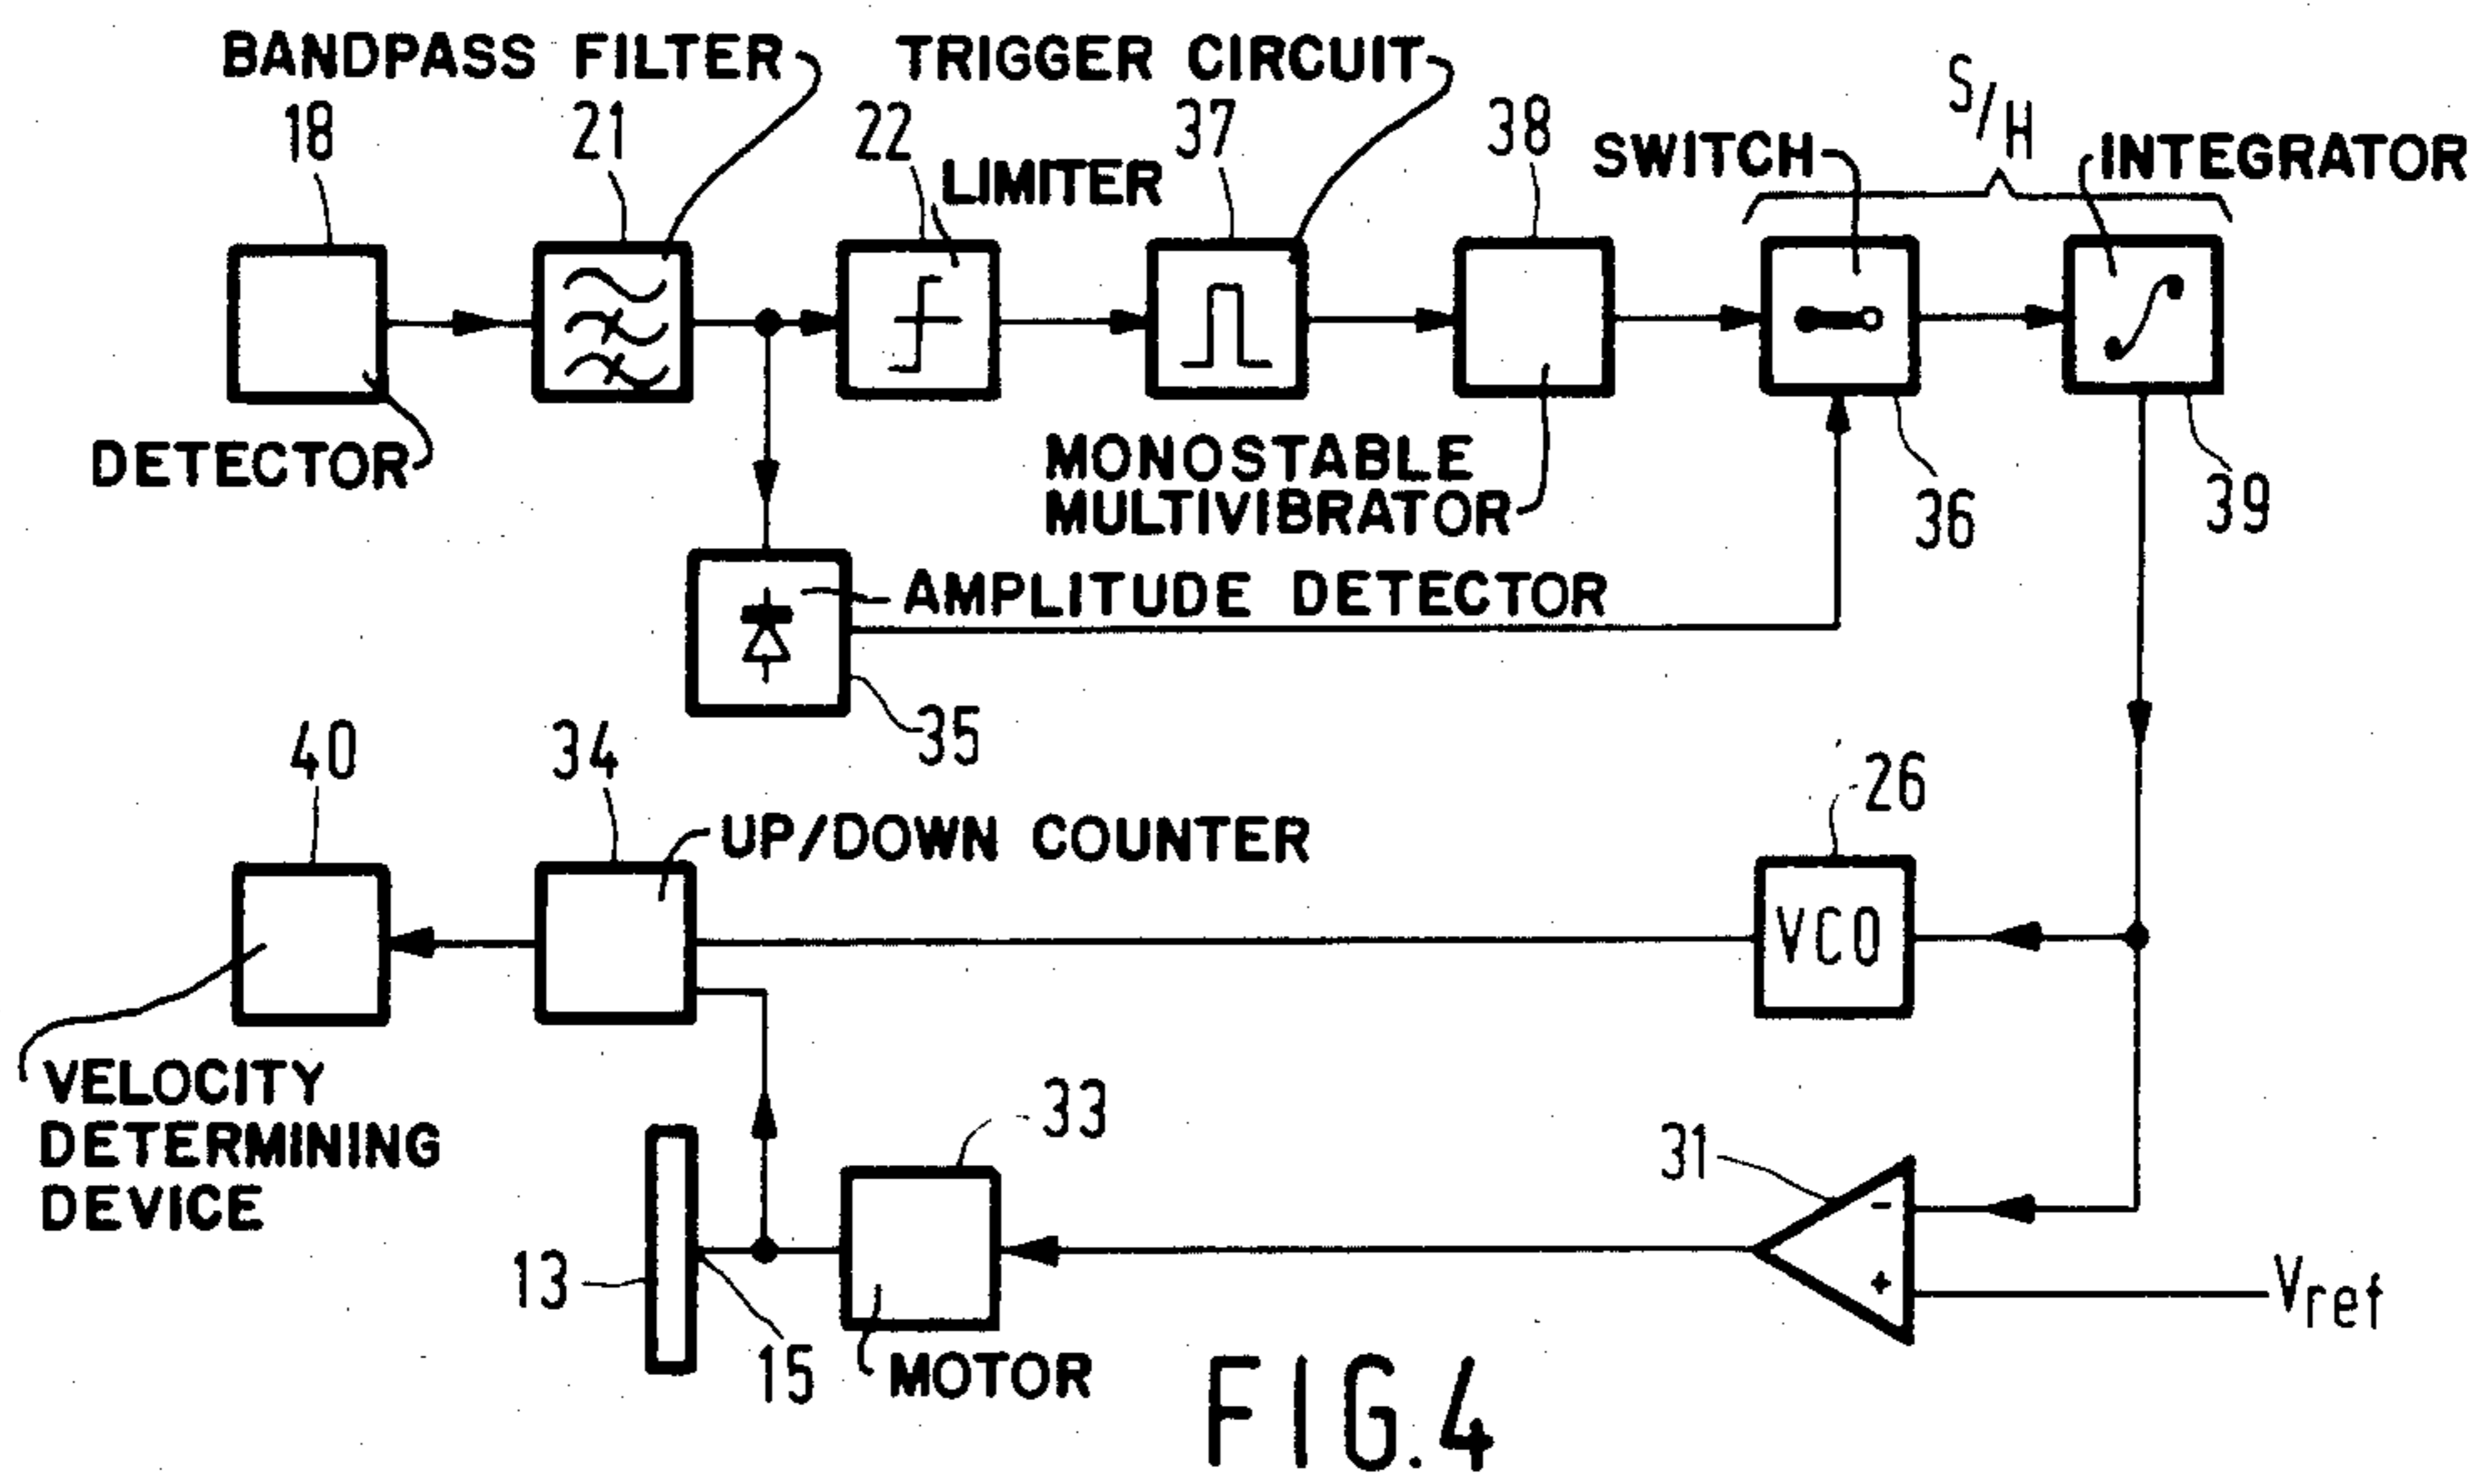 BANDPASS FILTER
TRIGGER CIRCUIT
S/H
18
21
22
LIMITER
37
38
SWITCH
INTEGRATOR
DETECTOR
MONOSTABLE
MULTIVIBRATOR
36
39
AMPLITUDE DETECTOR
35
40
34
UP/DOWN COUNTER
26
VCO
VELOCITY
DETERMINING
DEVICE
33
31
-
+
13
15
MOTOR
Vref
FIG.4